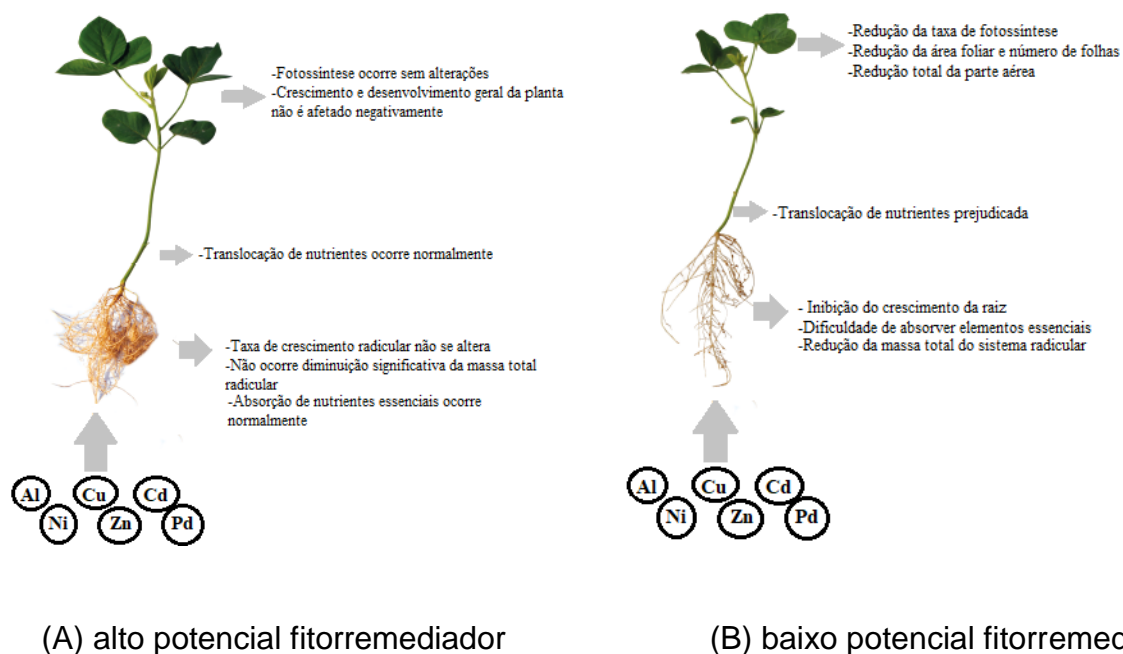 -Fotossíntese ocorre sem alterações
-Crescimento e desenvolvimento geral da planta
não é afetado negativamente
-Translocação de nutrientes ocorre normalmente
-Taxa de crescimento radicular não se altera
-Não ocorre diminuição significativa da massa total
radicular
-Absorção de nutrientes essenciais ocorre
normalmente
Al Cu Cd
Ni Zn Pd
(A) alto potencial fitorremediador
-Redução da taxa de fotossíntese
-Redução da área foliar e número de folhas
-Redução total da parte aérea
-Translocação de nutrientes prejudicada
- Inibição do crescimento da raiz
-Dificuldade de absorver elementos essenciais
-Redução da massa total do sistema radicular
Al Cu Cd
Ni Zn Pd
(B) baixo potencial